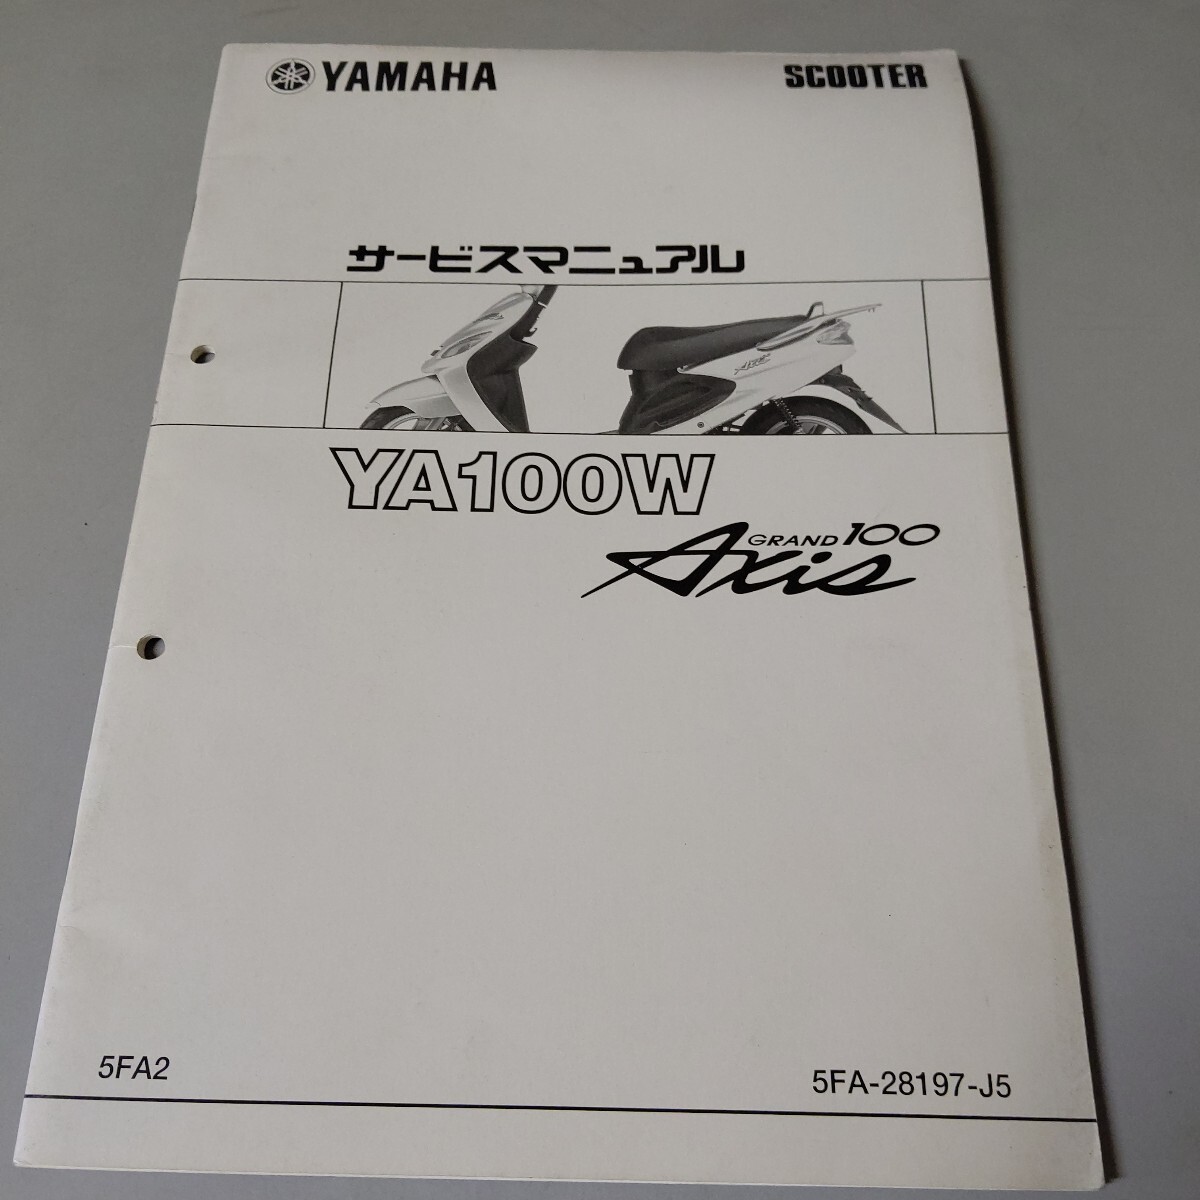 YAMAHA SCOOTER
サービスマニュアル
Axis
YA100W
GRAND 100
Axis
5FA2 5FA-28197-J5